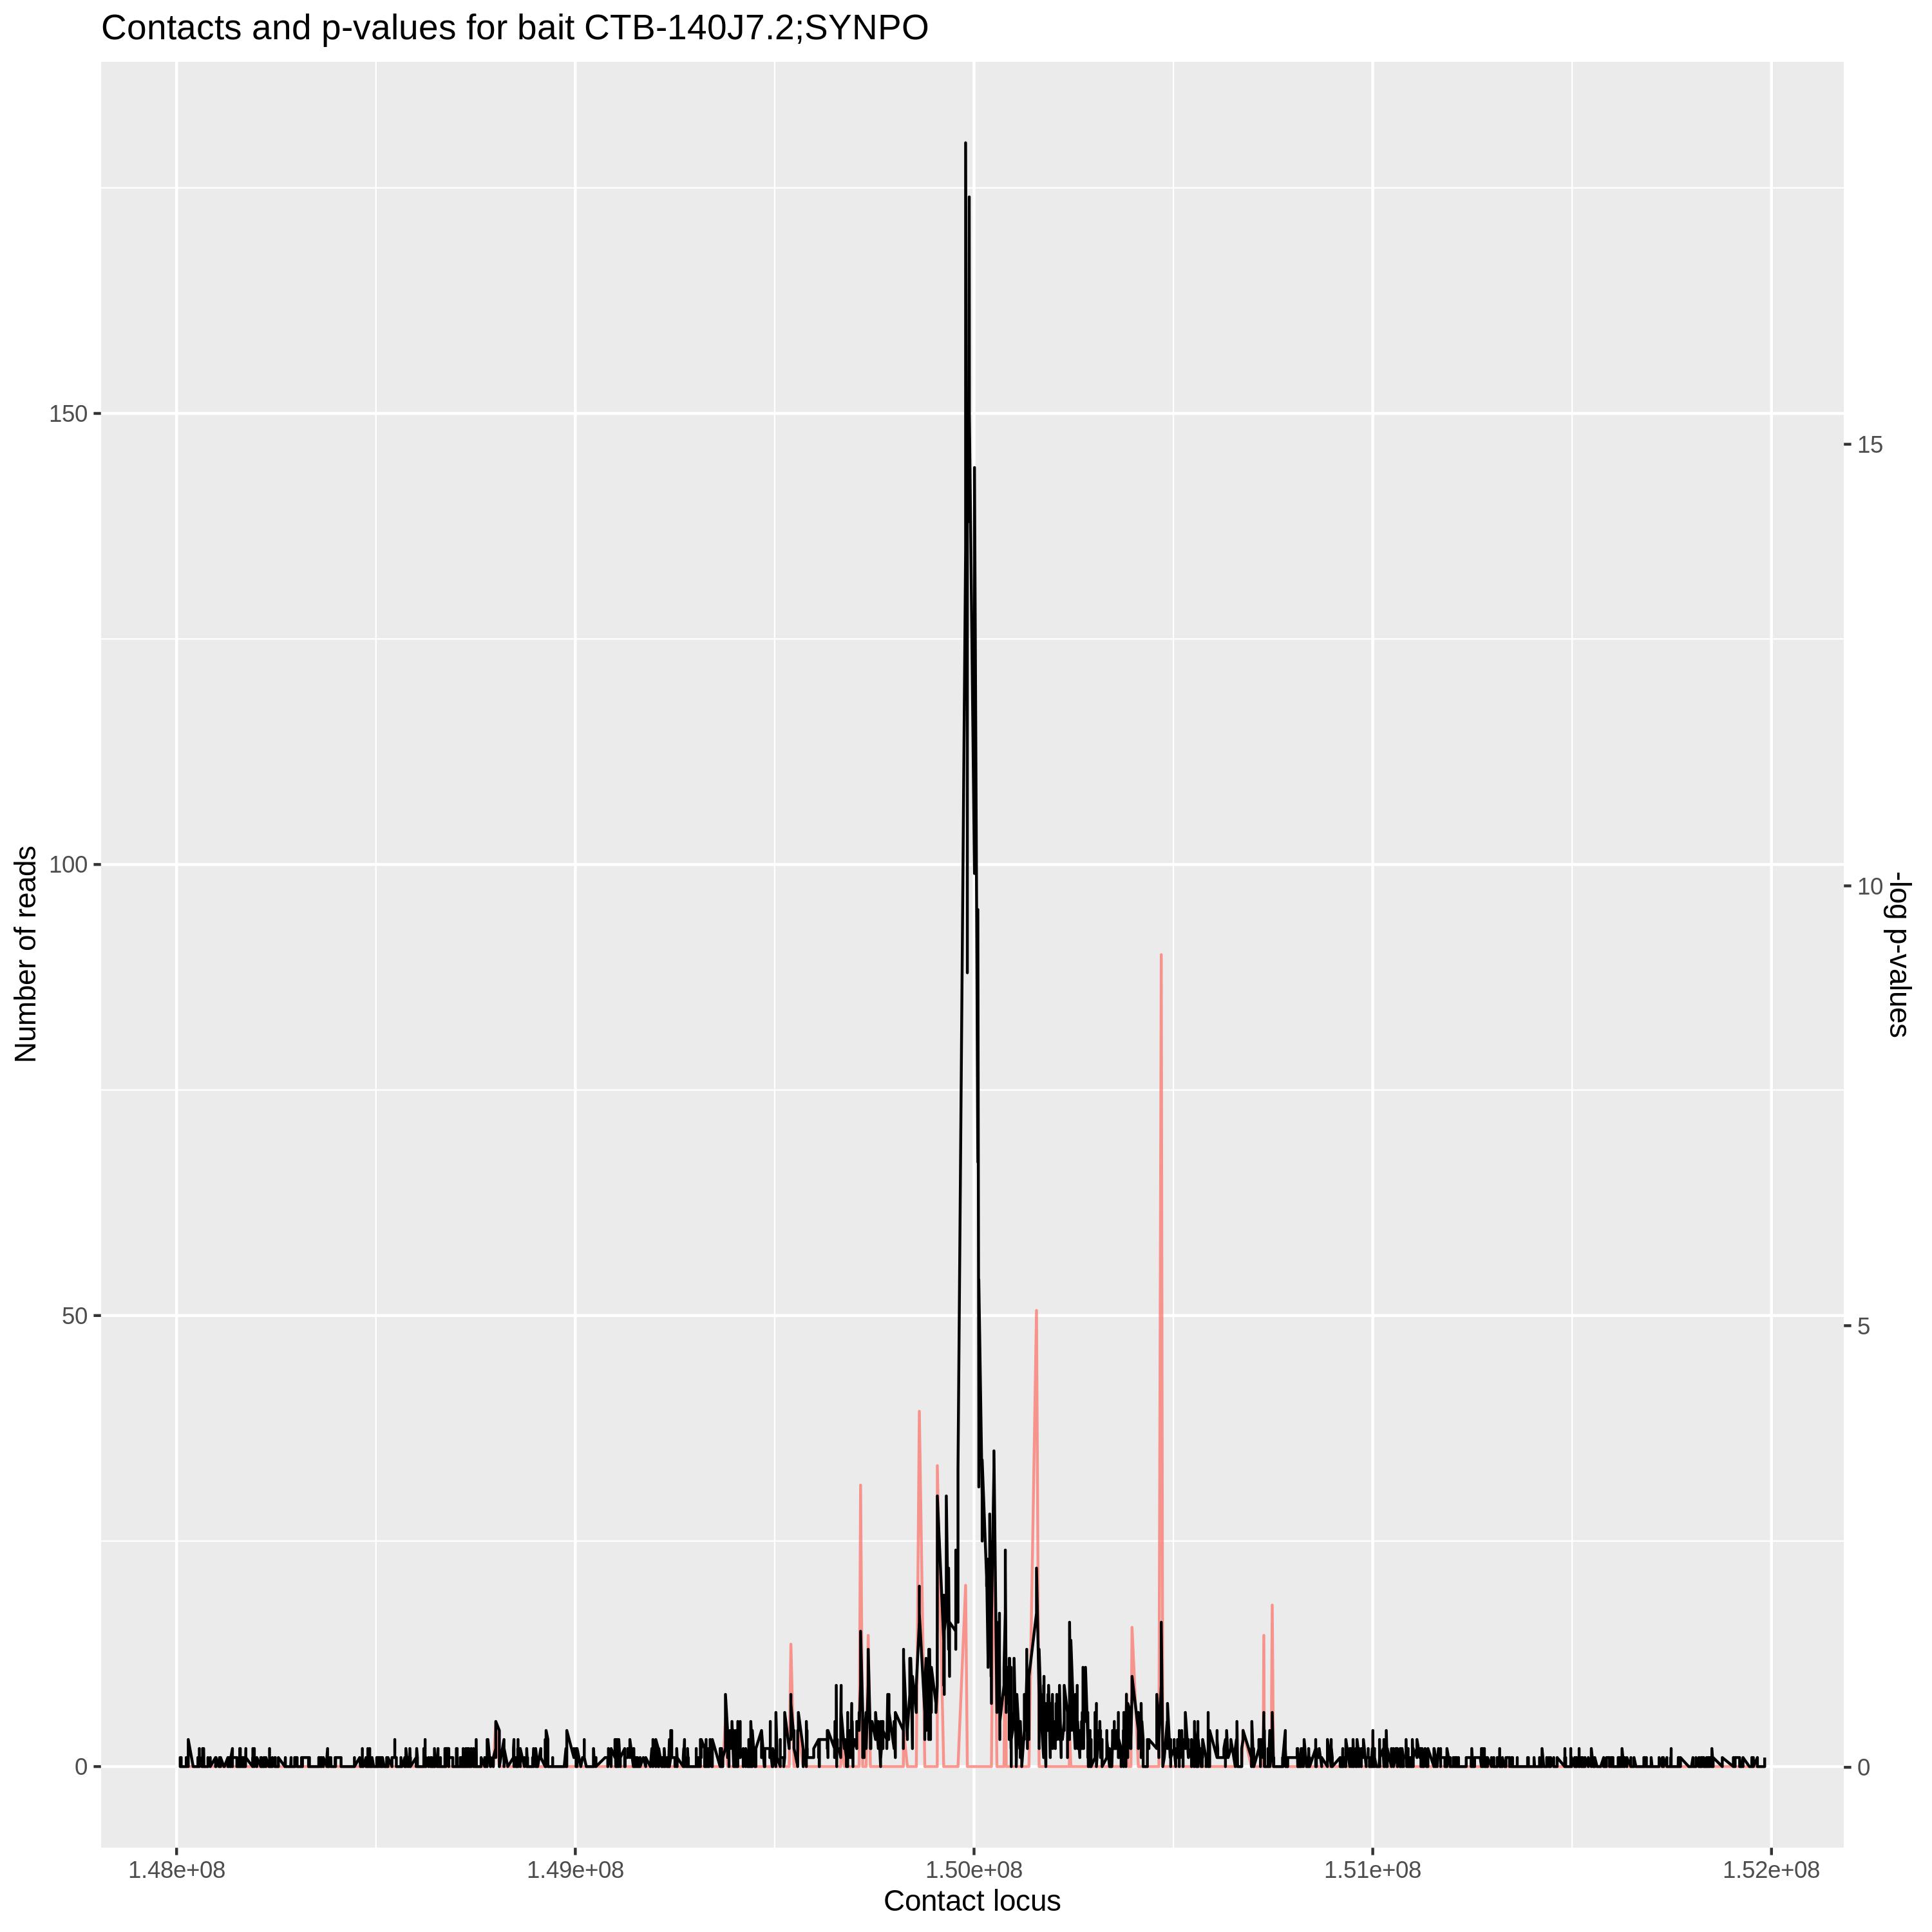 Contacts and p-values for bait CTB-140J7.2;SYNPO
150
100
50
0
Number of reads
15
10
5
0
-log p-values
1.48e+08
1.49e+08
1.50e+08
1.51e+08
1.52e+08
Contact locus